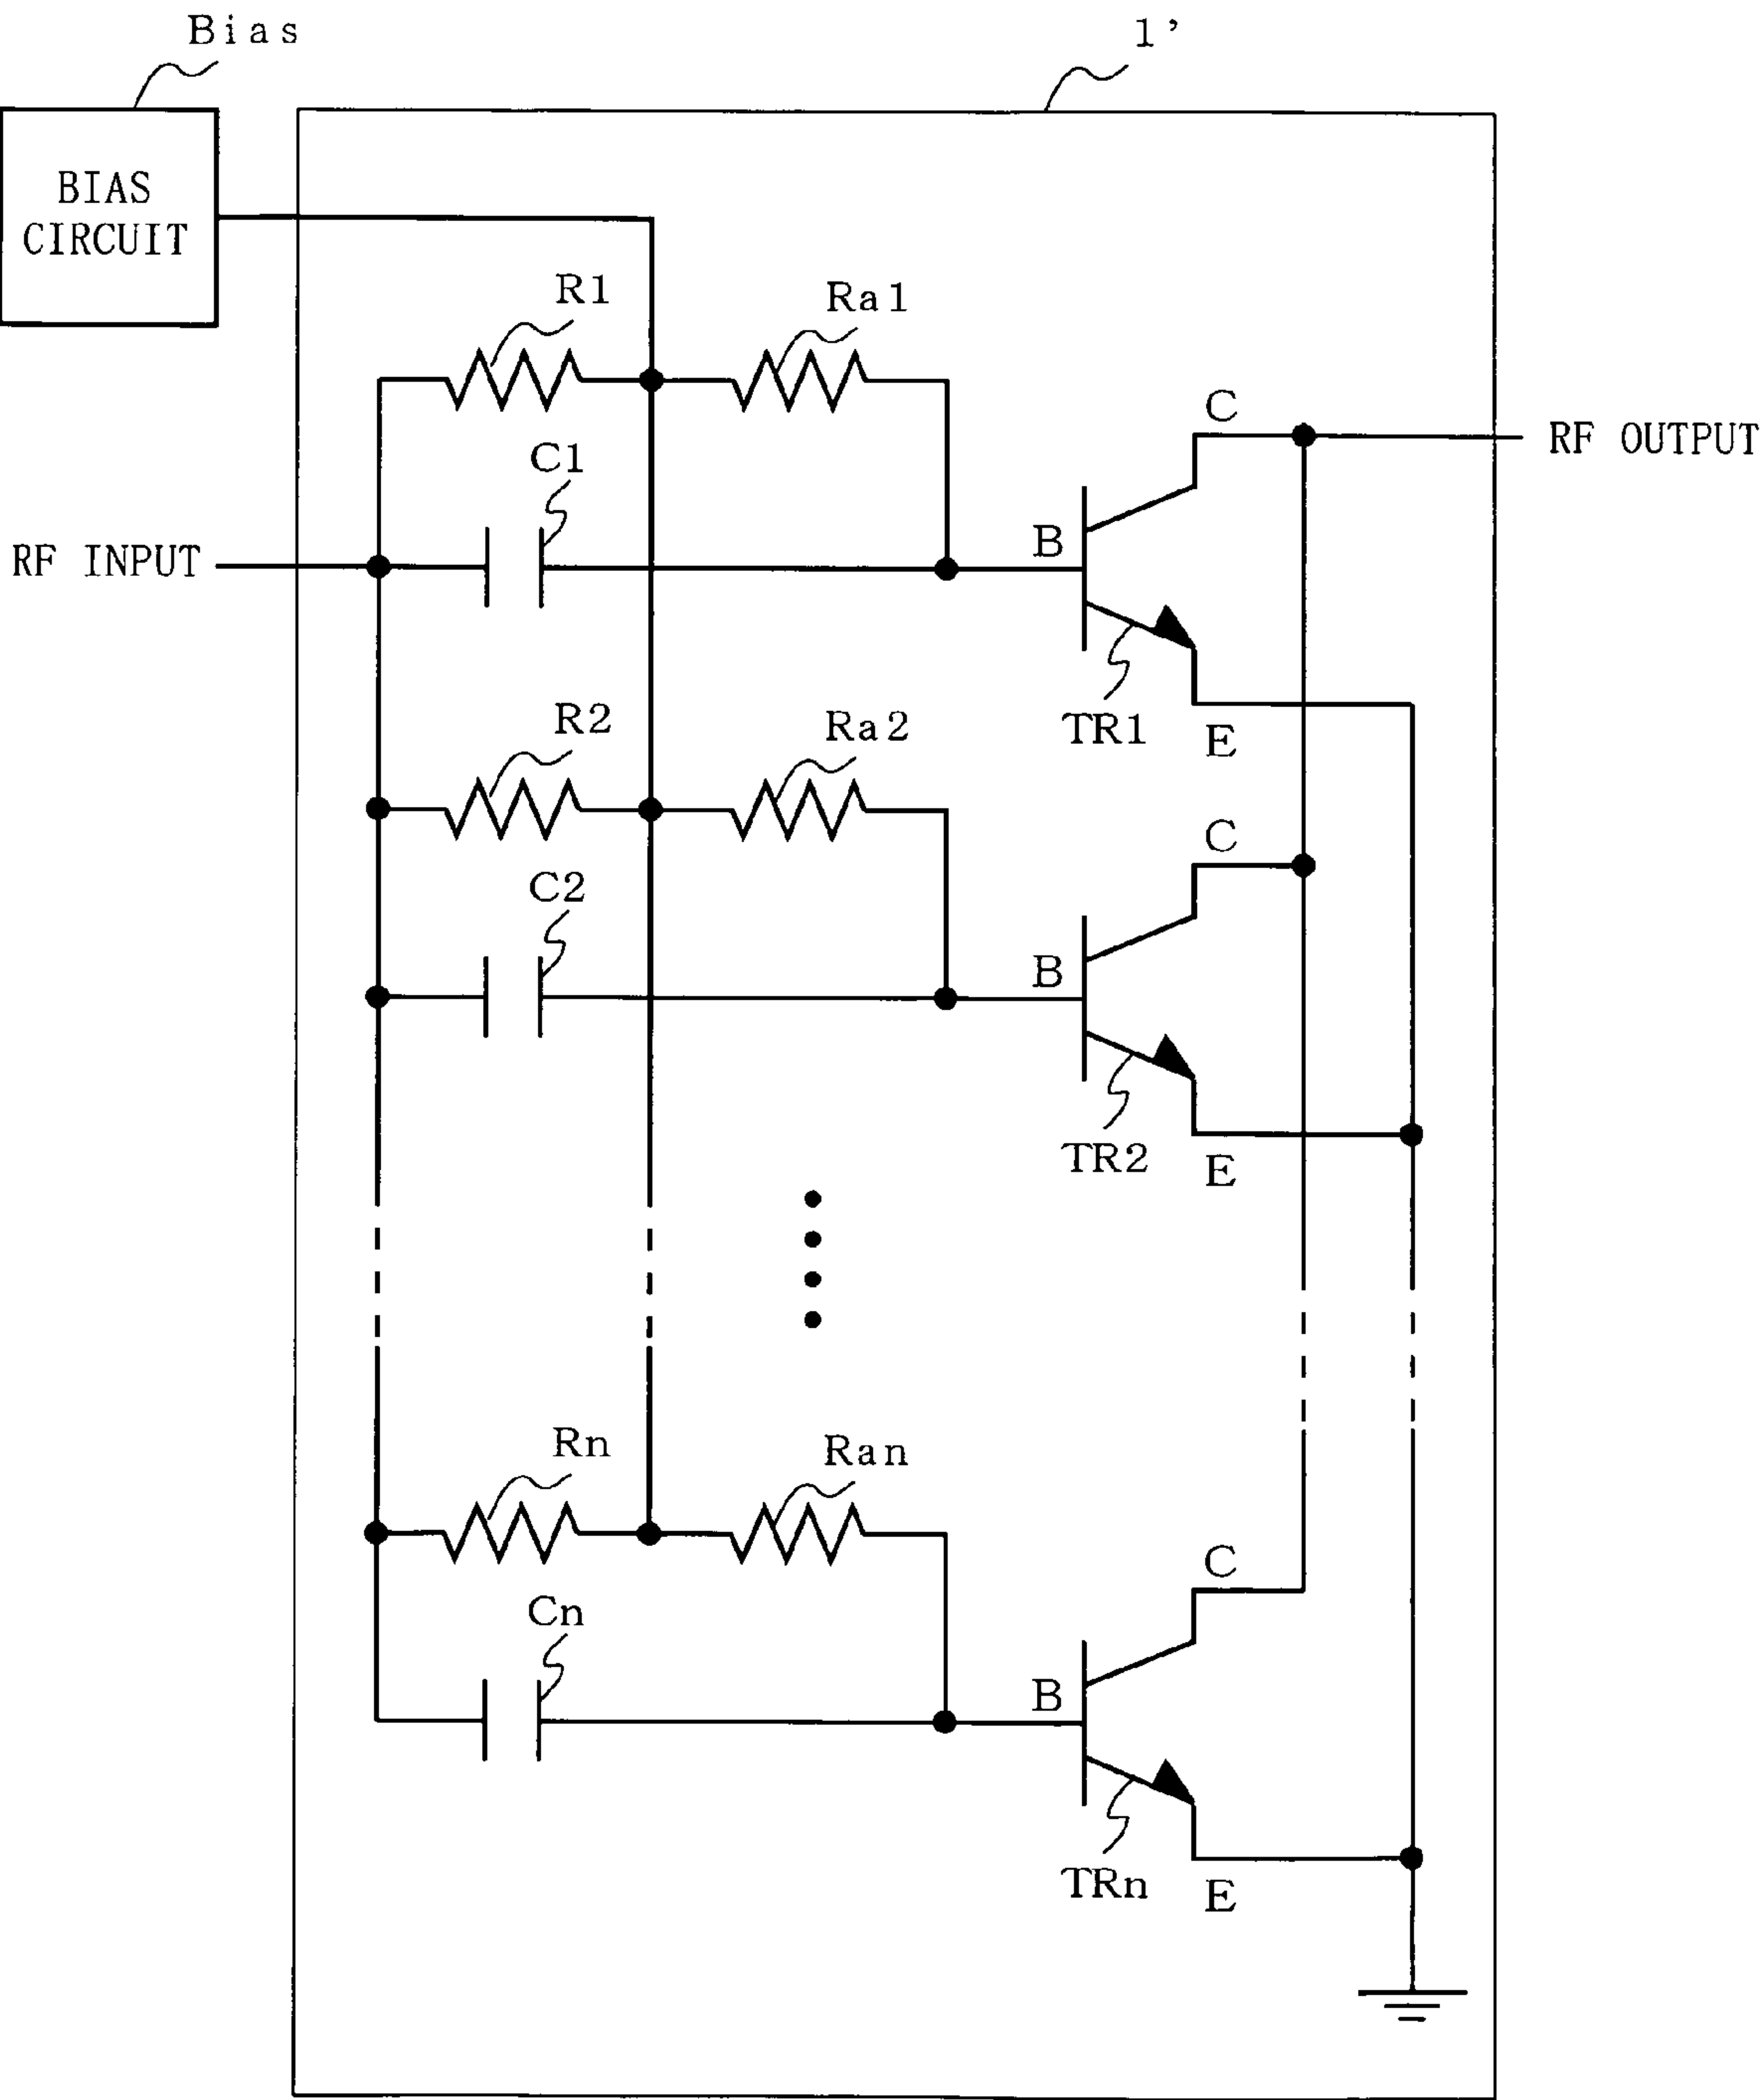 Bias
1’
BIAS
CIRCUIT
R1
Ra1
C
RF OUTPUT
C1
B
RF INPUT
R2
Ra2
TR1
E
C
C2
B
TR2
E
Rn
Ran
C
Cn
B
TRn
E